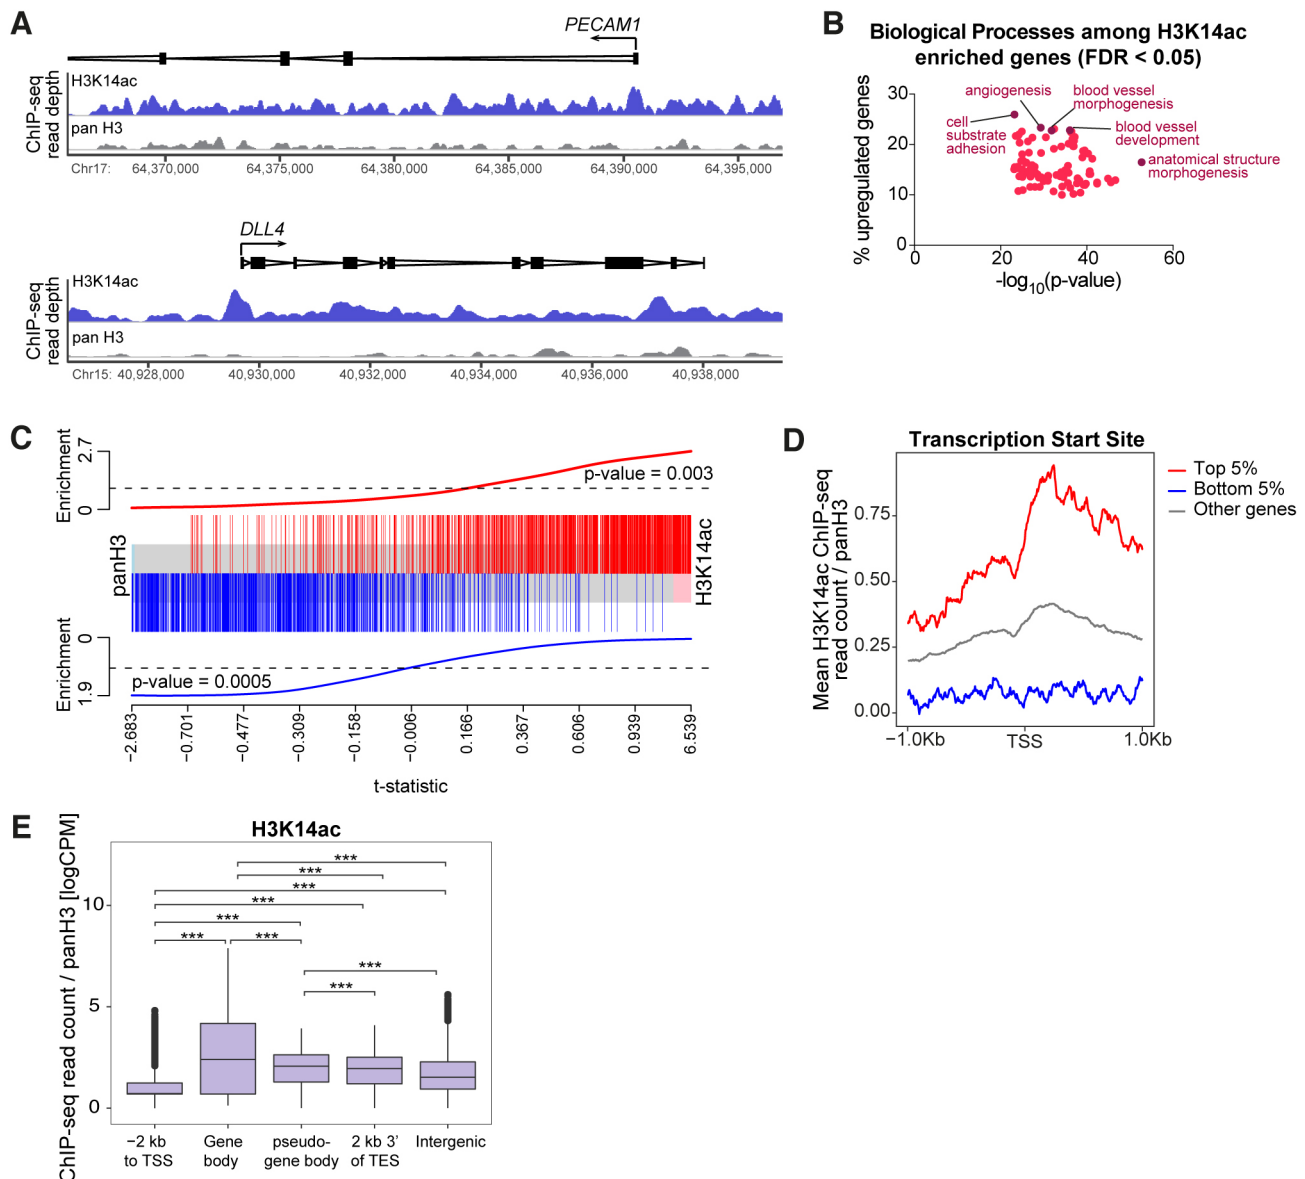 A
PECAM1
H3K14ac
pan H3
ChIP-seq
read depth
Chr17:
64,370,000
64,375,000
64,380,000
64,385,000
64,390,000
64,395,000
DLL4
H3K14ac
pan H3
ChIP-seq
read depth
Chr15:
40,928,000
40,930,000
40,932,000
40,934,000
40,936,000
40,938,000
B
Biological Processes among H3K14ac
enriched genes (FDR < 0.05)
% upregulated genes
30
20
10
0
angiogenesis
blood vessel
morphogenesis
cell
substrate
adhesion
blood vessel
development
anatomical structure
morphogenesis
0
20
40
60
-log10(p-value)
C
Enrichment
2.7
0
p-value = 0.003
panH3
H3K14ac
Enrichment
0
1.9
p-value = 0.0005
−2.683
−0.701
−0.477
−0.309
−0.158
−0.006
0.166
0.367
0.606
0.939
6.539
t-statistic
D
Transcription Start Site
Mean H3K14ac ChIP-seq
read count / panH3
0.75
0.50
0.25
0.00
−1.0Kb
TSS
1.0Kb
Top 5%
Bottom 5%
Other genes
E
H3K14ac
ChIP-seq read count / panH3 [logCPM]
10
5
0
***
***
***
***
***
***
***
***
***
−2 kb
to TSS
Gene
body
pseudo-
gene body
2 kb 3'
of TES
Intergenic